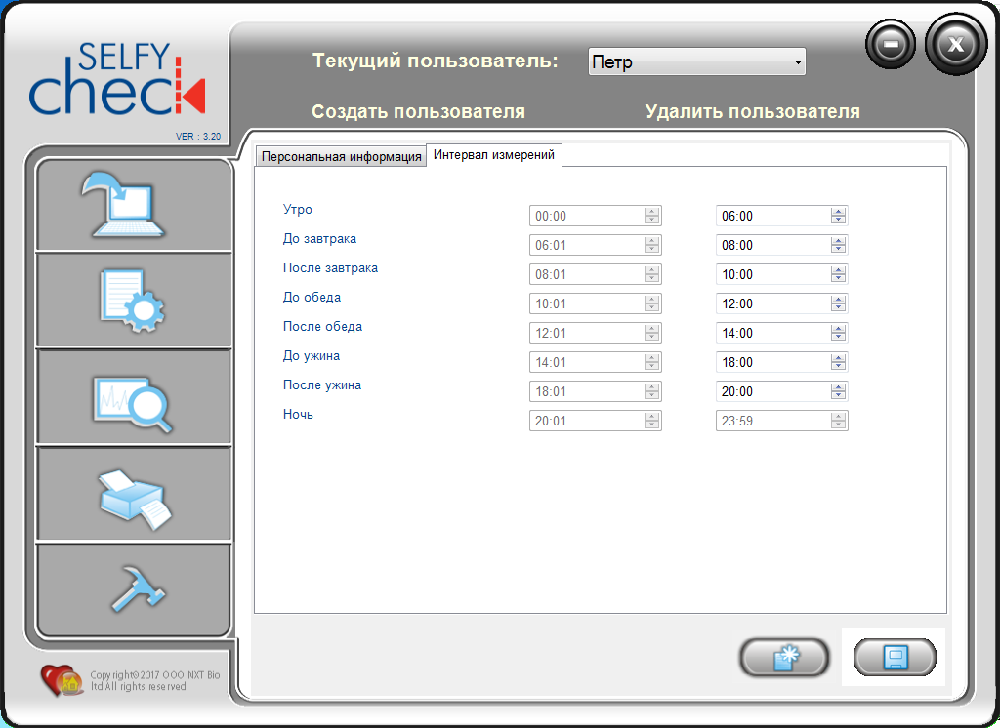 SELFY
check
VER : 3.20
Текущий пользователь: Петр
Создать пользователя Удалить пользователя
X
Персональная информация Интервал измерений
Утро 00:00 06:00
До завтрака 06:01 08:00
После завтрака 08:01 10:00
До обеда 10:01 12:00
После обеда 12:01 14:00
До ужина 14:01 18:00
После ужина 18:01 20:00
Ночь 20:01 23:59
Copyright©2017 ООО NXT Bio
ltd.All rights reserved